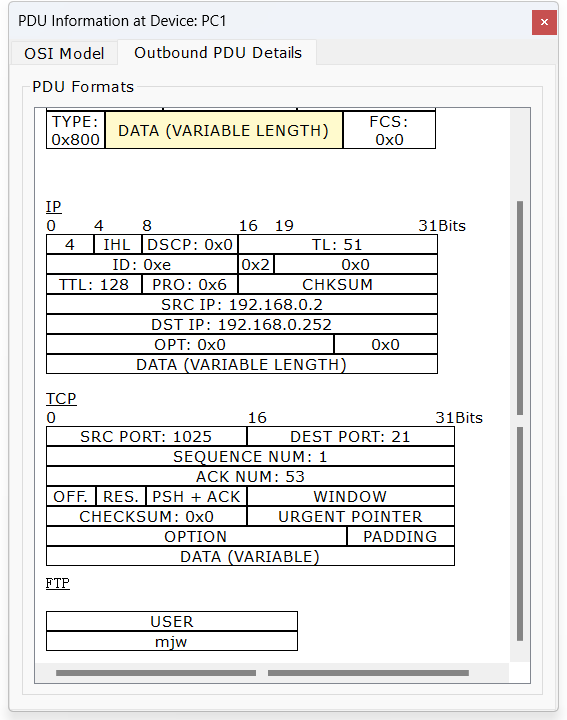 PDU Information at Device: PC1
OSI Model Outbound PDU Details
PDU Formats
TYPE: 0x800 DATA (VARIABLE LENGTH) FCS: 0x0
IP
0 4 8 16 19 31Bits
4 IHL DSCP: 0x0 TL: 51
ID: 0xe 0x2 0x0
TTL: 128 PRO: 0x6 CHKSUM
SRC IP: 192.168.0.2
DST IP: 192.168.0.252
OPT: 0x0 0x0
DATA (VARIABLE LENGTH)
TCP
0 16 31Bits
SRC PORT: 1025 DEST PORT: 21
SEQUENCE NUM: 1
ACK NUM: 53
OFF. RES. PSH + ACK WINDOW
CHECKSUM: 0x0 URGENT POINTER
OPTION PADDING
DATA (VARIABLE)
FTP
USER
mjw